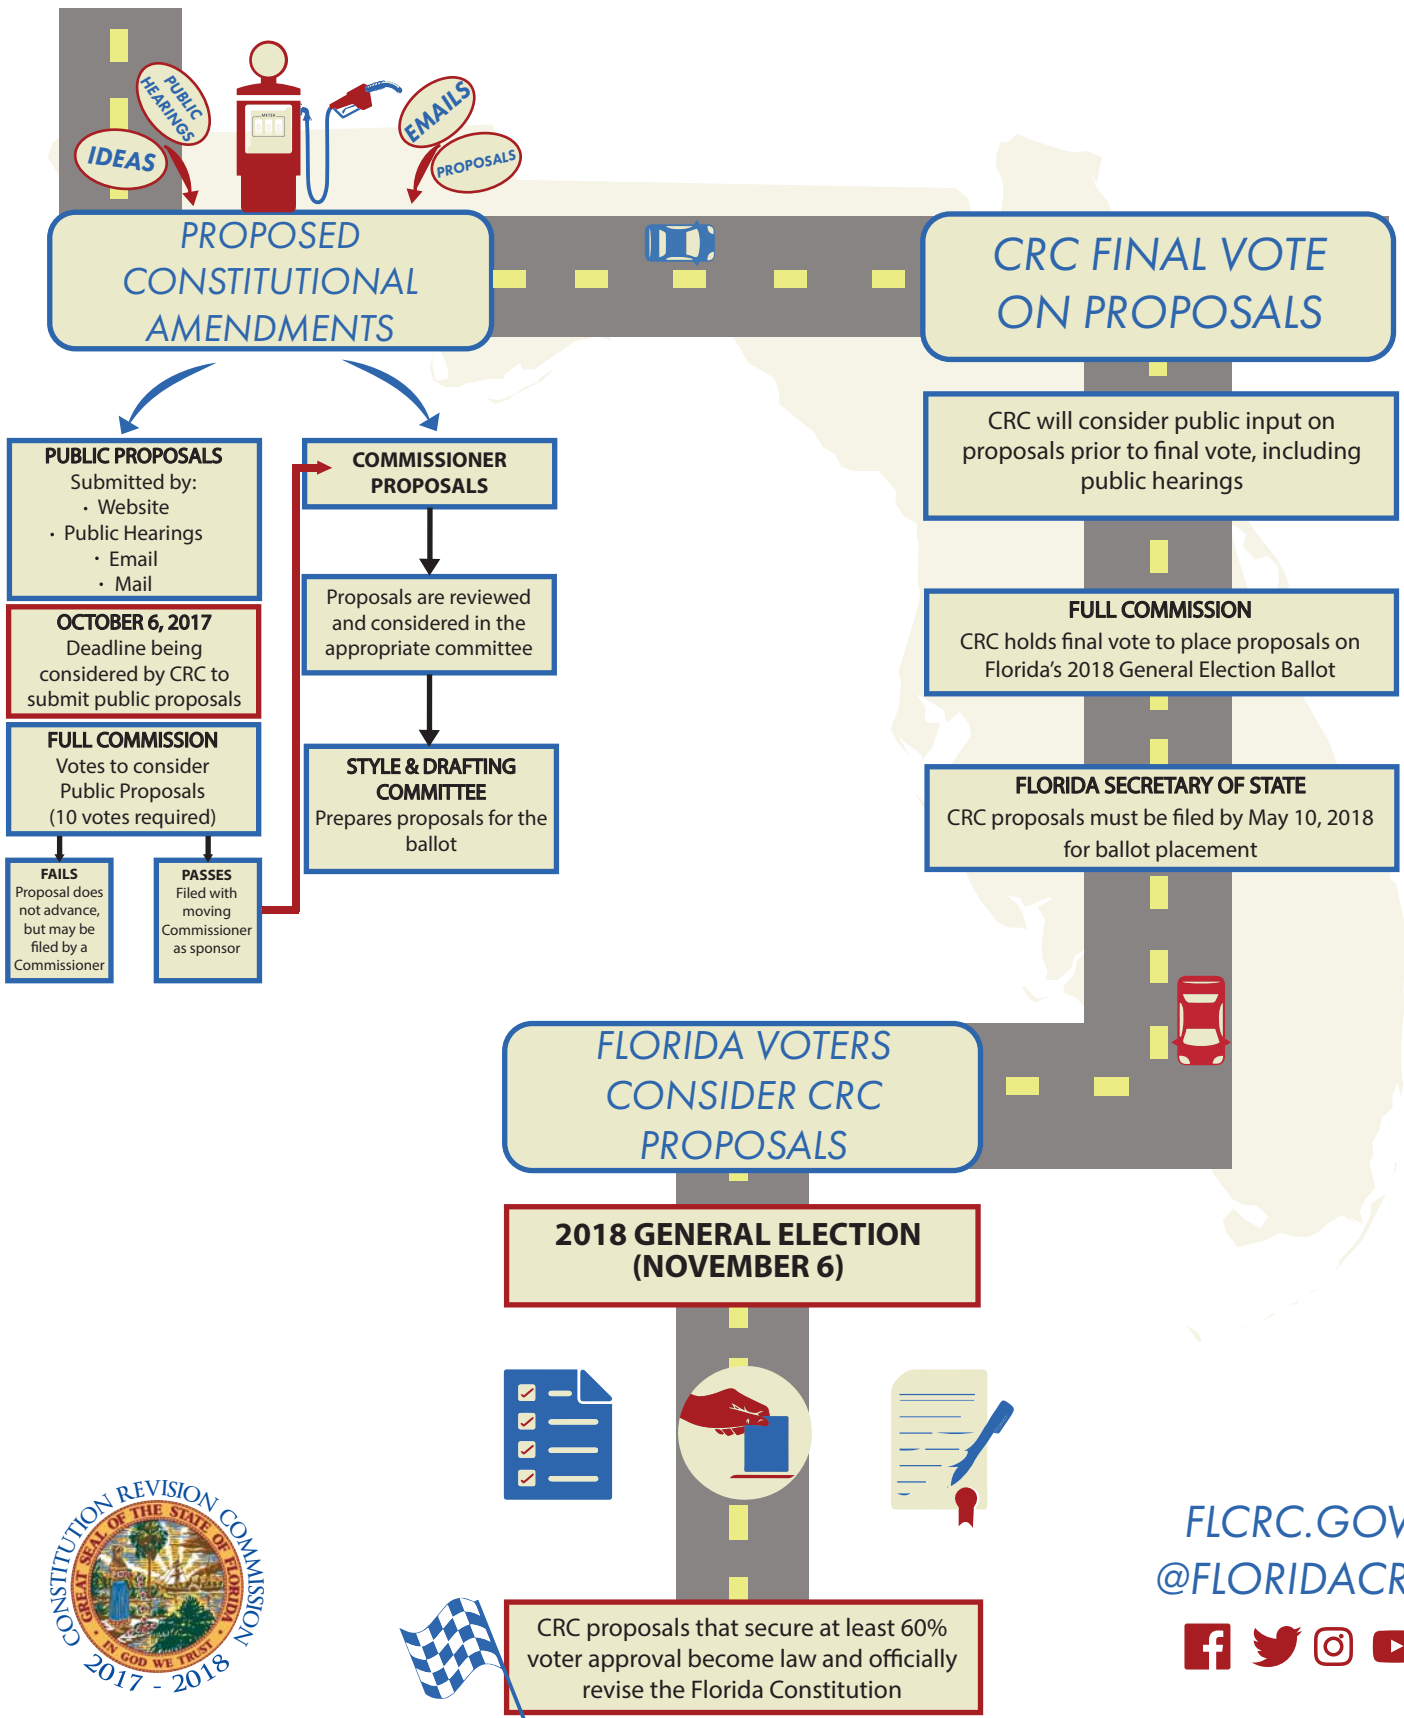 PUBLIC
HEARINGS
IDEAS
METER
EMAILS
PROPOSALS
PROPOSED
CONSTITUTIONAL
AMENDMENTS
PUBLIC PROPOSALS
Submitted by:
· Website
· Public Hearings
· Email
· Mail
OCTOBER 6, 2017
Deadline being
considered by CRC to
submit public proposals
FULL COMMISSION
Votes to consider
Public Proposals
(10 votes required)
FAILS
Proposal does
not advance,
but may be
filed by a
Commissioner
PASSES
Filed with
moving
Commissioner
as sponsor
COMMISSIONER
PROPOSALS
Proposals are reviewed
and considered in the
appropriate committee
STYLE & DRAFTING
COMMITTEE
Prepares proposals for the
ballot
CRC FINAL VOTE
ON PROPOSALS
CRC will consider public input on
proposals prior to final vote, including
public hearings
FULL COMMISSION
CRC holds final vote to place proposals on
Florida’s 2018 General Election Ballot
FLORIDA SECRETARY OF STATE
CRC proposals must be filed by May 10, 2018
for ballot placement
FLORIDA VOTERS
CONSIDER CRC
PROPOSALS
2018 GENERAL ELECTION
(NOVEMBER 6)
CRC proposals that secure at least 60%
voter approval become law and officially
revise the Florida Constitution
CONSTITUTION REVISION COMMISSION
GREAT SEAL OF THE STATE OF FLORIDA
IN GOD WE TRUST
2017 - 2018
FLCRC.GOV
@FLORIDACR